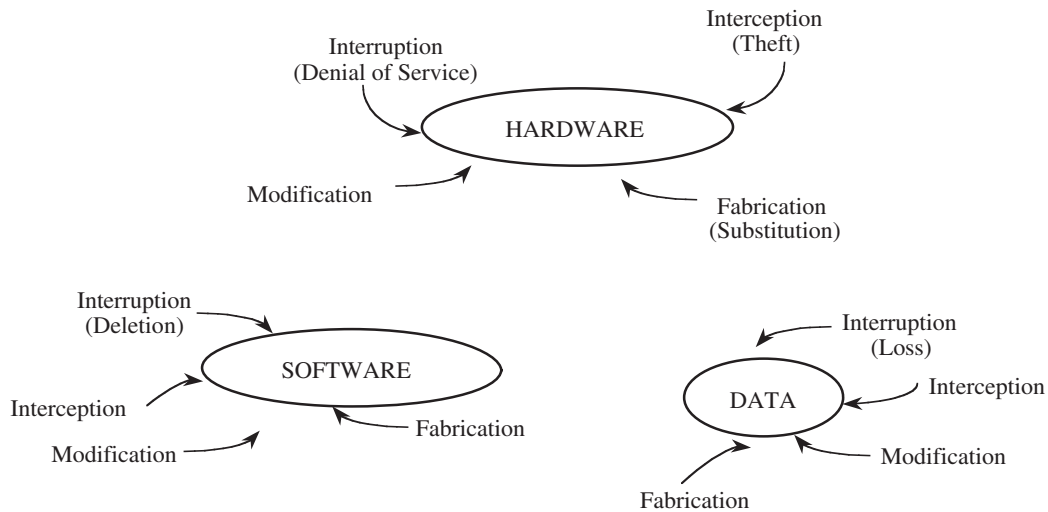 Interruption
(Denial of Service)
Interception
(Theft)
HARDWARE
Modification
Fabrication
(Substitution)
Interruption
(Deletion)
SOFTWARE
Interception
Modification
Fabrication
Interruption
(Loss)
DATA
Interception
Modification
Fabrication